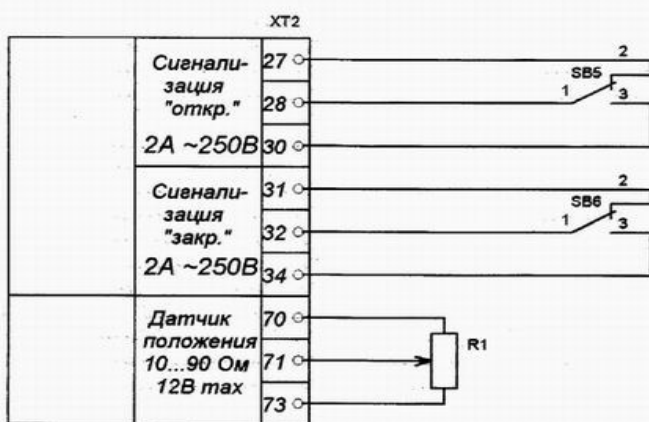 XT2
Сигнали-
зация
"откр."
2А ~250В
27
28
30
2
SB5
1
3
Сигнали-
зация
"закр."
2А ~250В
31
32
34
2
SB6
1
3
Датчик
положения
10...90 Ом
12В max
70
71
73
R1